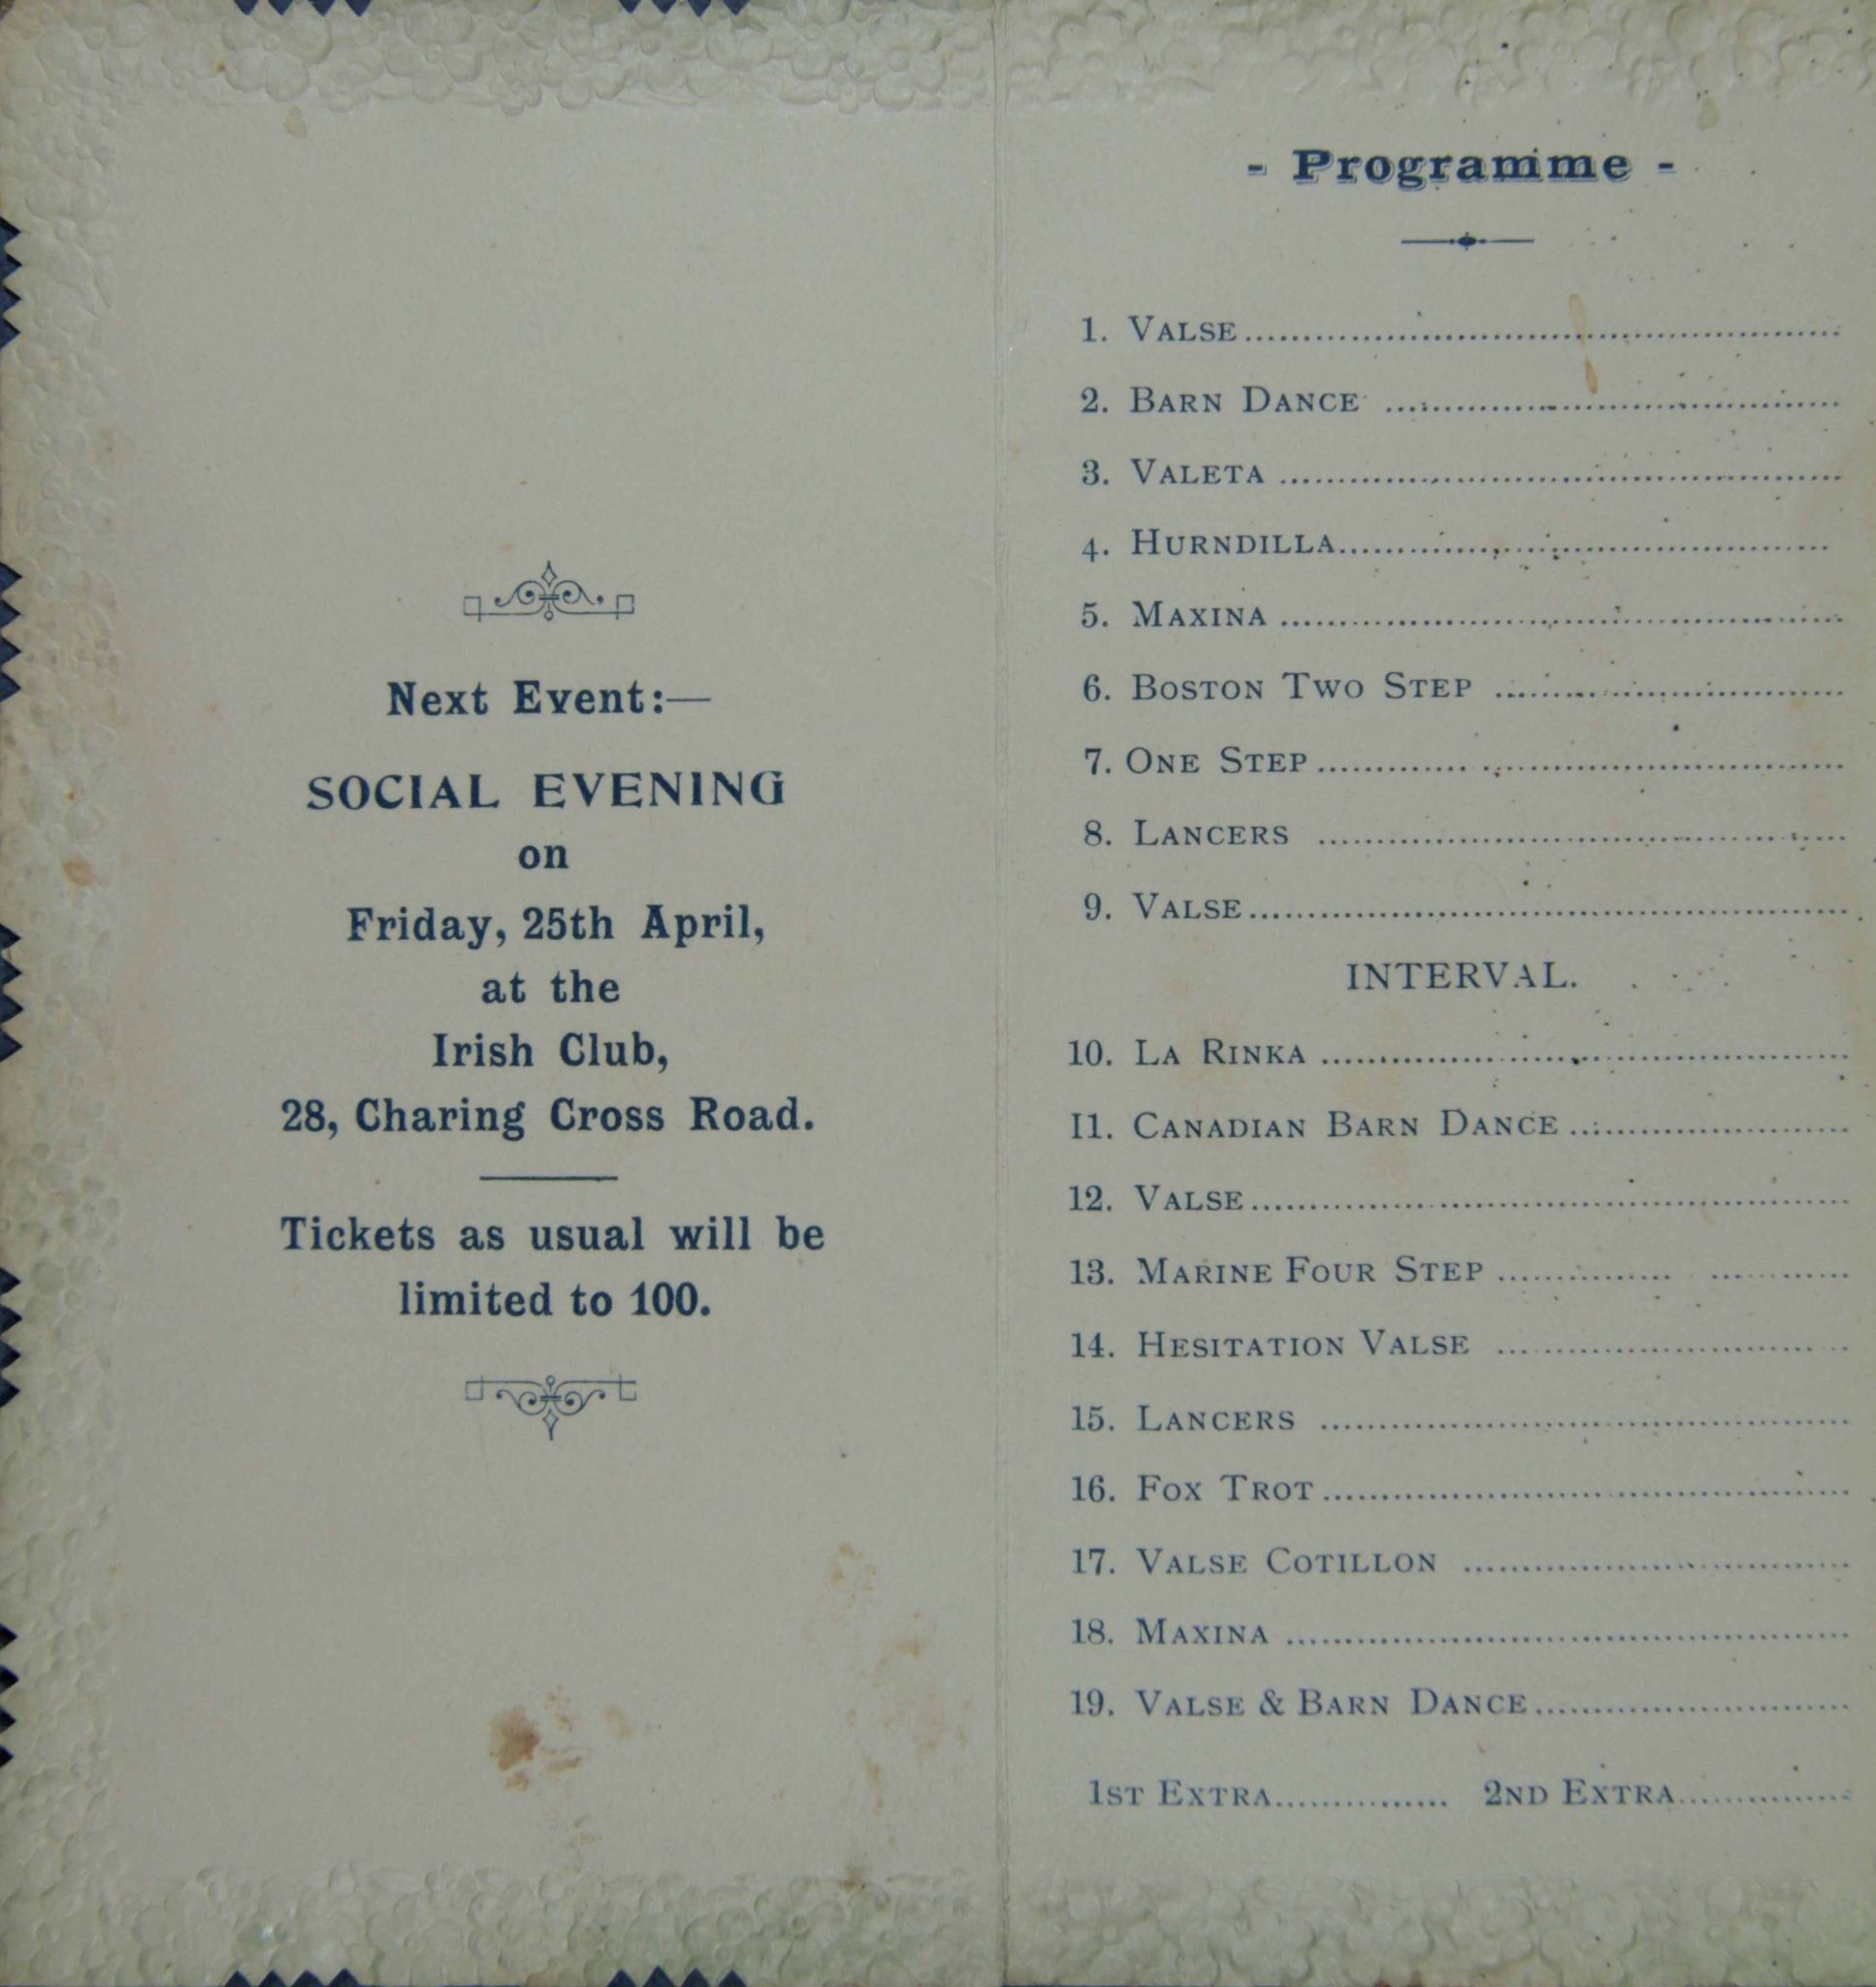 Next Event:—
SOCIAL EVENING
on
Friday, 25th April,
at the
Irish Club,
28, Charing Cross Road.
Tickets as usual will be
limited to 100.
- Programme -
1. VALSE
2. BARN DANCE
3. VALETA
4. HURNDILLA
5. MAXINA
6. BOSTON TWO STEP
7. ONE STEP
8. LANCERS
9. VALSE
INTERVAL.
10. LA RINKA
11. CANADIAN BARN DANCE
12. VALSE
13. MARINE FOUR STEP
14. HESITATION VALSE
15. LANCERS
16. FOX TROT
17. VALSE COTILLON
18. MAXINA
19. VALSE & BARN DANCE
1ST EXTRA............... 2ND EXTRA...............